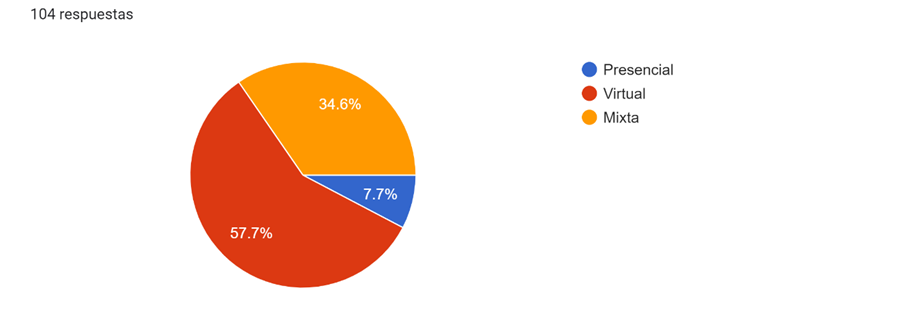 104 respuestas
Presencial
Virtual
Mixta
34.6%
7.7%
57.7%